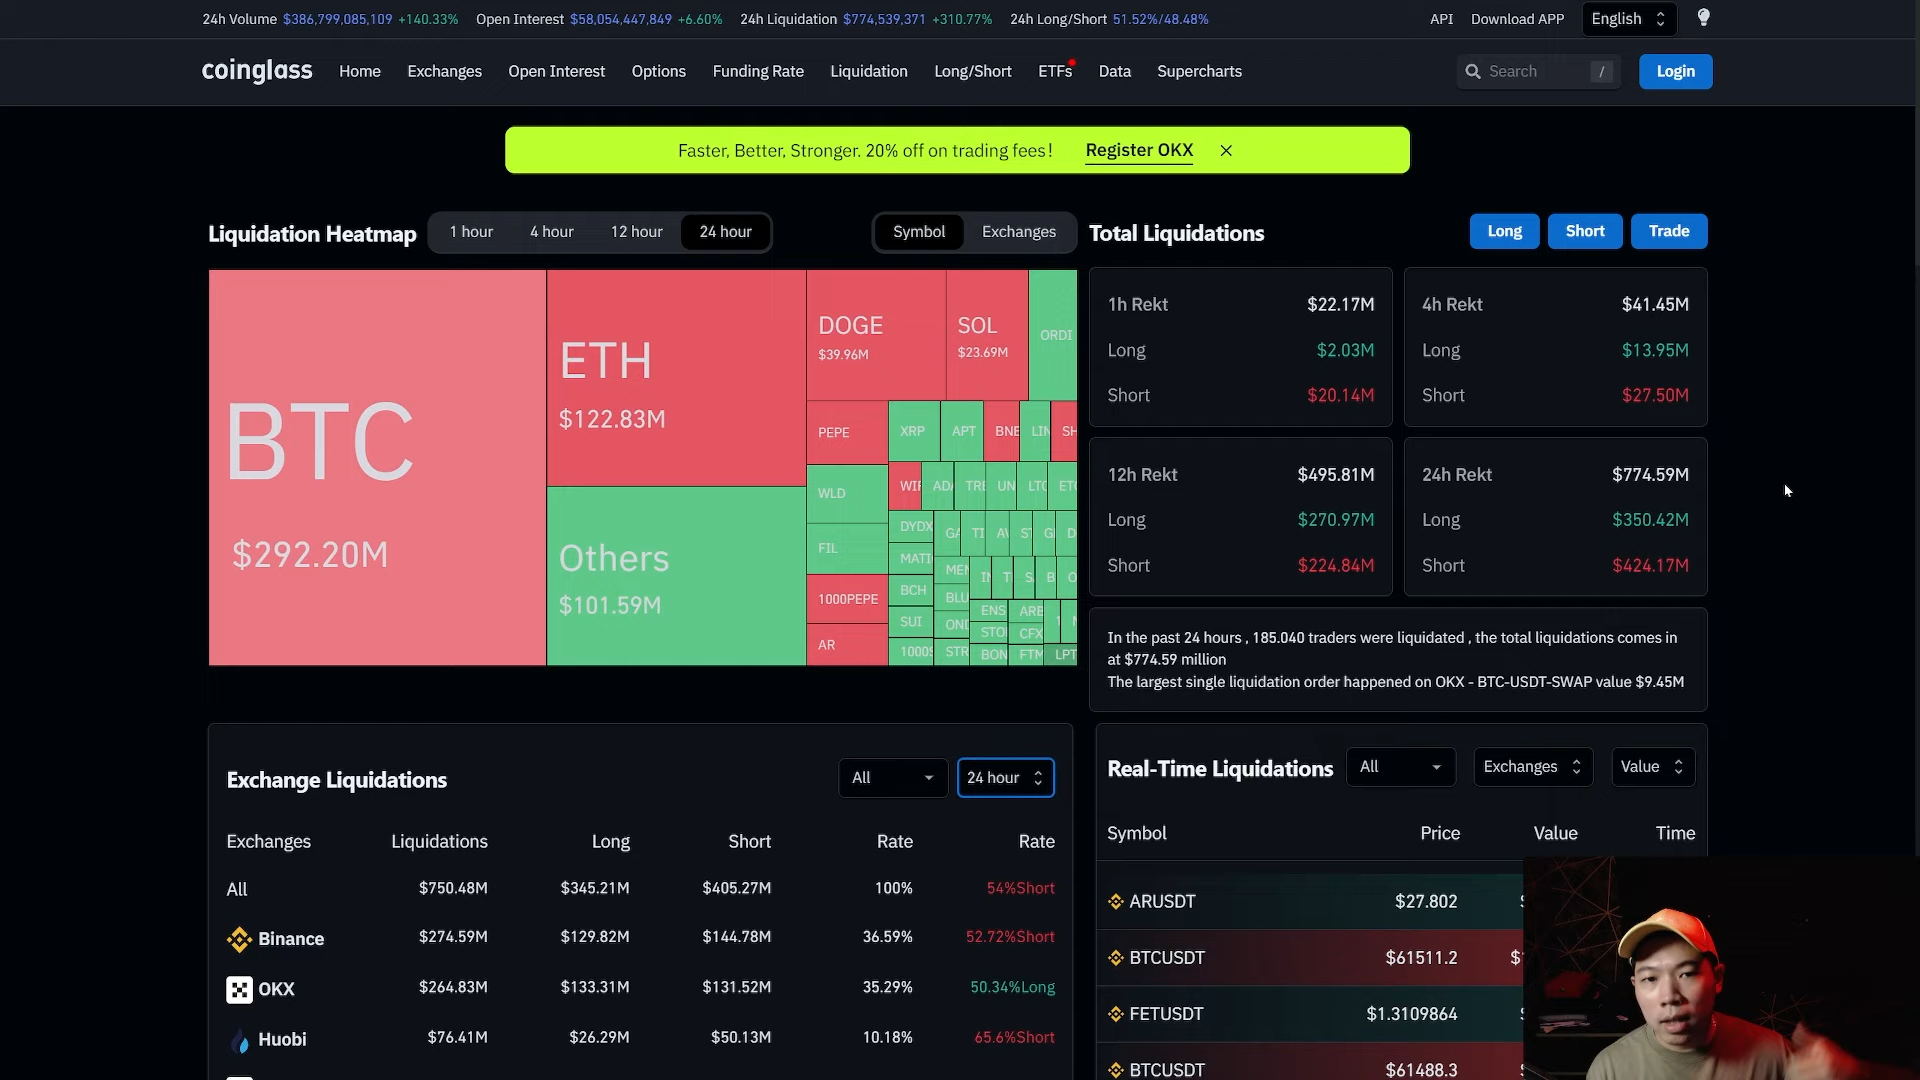 24h Volume $386,799,085,109 +140.33% Open Interest $58,054,447,849 +6.60% 24h Liquidation $774,539,371 +310.77% 24h Long/Short 51.52%/48.48% API Download APP English
coinglass Home Exchanges Open Interest Options Funding Rate Liquidation Long/Short ETFs Data Supercharts Search / Login
Faster, Better, Stronger. 20% off on trading fees! Register OKX
Liquidation Heatmap 1 hour 4 hour 12 hour 24 hour Symbol Exchanges
BTC
$292.20M
ETH
$122.83M
Others
$101.59M
DOGE
$39.96M
SOL
$23.69M
ORDI
PEPE
XRP APT BNB
WLD
FIL
1000PEPE
AR
DYDX
BCH
SUI
ENS
Total Liquidations Long Short Trade
1h Rekt $22.17M
Long $2.03M
Short $20.14M
4h Rekt $41.45M
Long $13.95M
Short $27.50M
12h Rekt $495.81M
Long $270.97M
Short $224.84M
24h Rekt $774.59M
Long $350.42M
Short $424.17M
In the past 24 hours , 185.040 traders were liquidated , the total liquidations comes in
at $774.59 million
The largest single liquidation order happened on OKX - BTC-USDT-SWAP value $9.45M
Exchange Liquidations All 24 hour
Exchanges Liquidations Long Short Rate Rate
All $750.48M $345.21M $405.27M 100% 54%Short
Binance $274.59M $129.82M $144.78M 36.59% 52.72%Short
OKX $264.83M $133.31M $131.52M 35.29% 50.34%Long
Huobi $76.41M $26.29M $50.13M 10.18% 65.6%Short
Real-Time Liquidations All Exchanges Value
Symbol Price Value Time
ARUSDT $27.802
BTCUSDT $61511.2
FETUSDT $1.3109864
BTCUSDT $61488.3